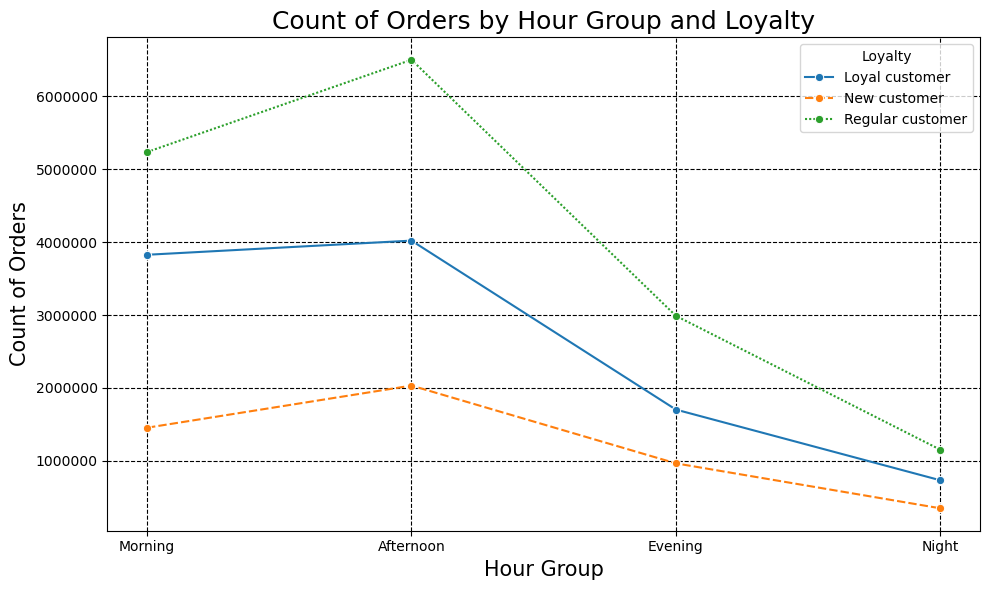 Count of Orders by Hour Group and Loyalty
Loyalty
Loyal customer
New customer
Regular customer
6000000
5000000
4000000
3000000
2000000
1000000
Count of Orders
Morning Afternoon Evening Night
Hour Group